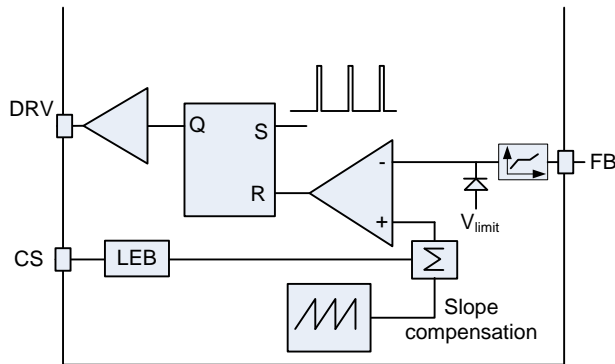 DRV
Q
S
R
-
+
FB
V_limit
CS
LEB
Σ
Slope
compensation